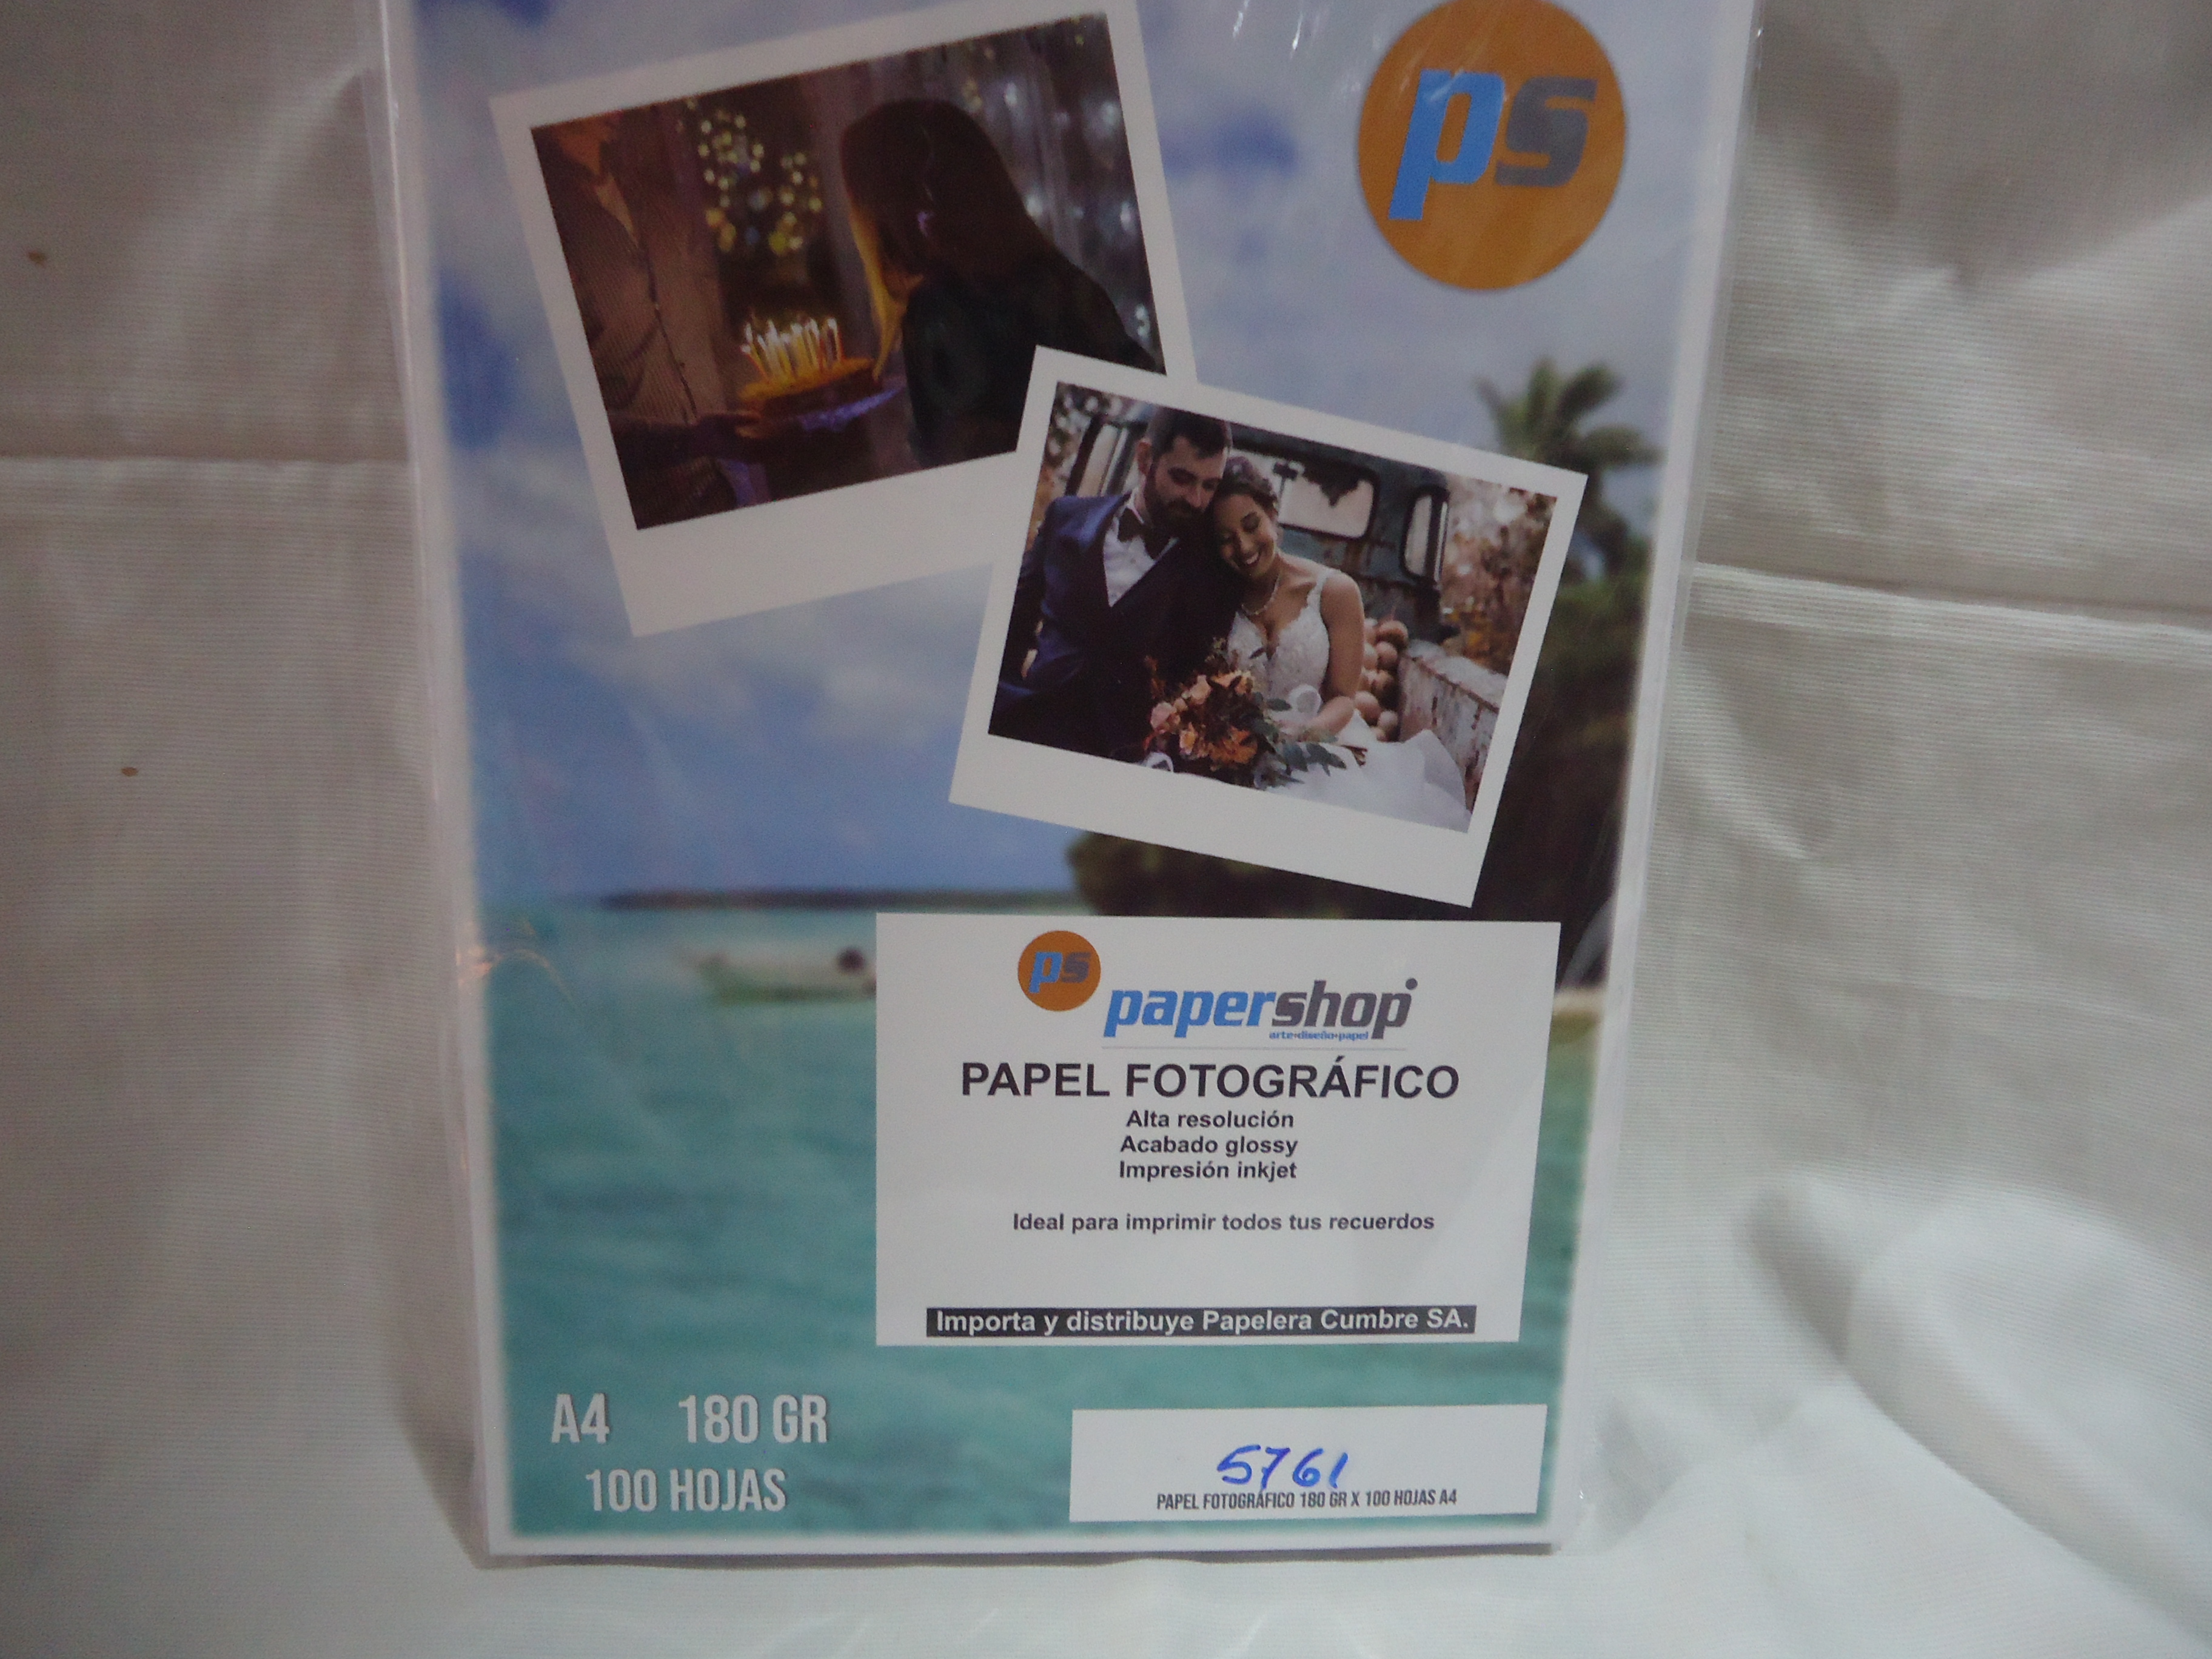 ps
ps papershop
arte•diseño•papel
PAPEL FOTOGRÁFICO
Alta resolución
Acabado glossy
Impresión inkjet
Ideal para imprimir todos tus recuerdos
Importa y distribuye Papelera Cumbre SA.
A4 180 GR
100 HOJAS
5761
PAPEL FOTOGRÁFICO 180 GR X 100 HOJAS A4